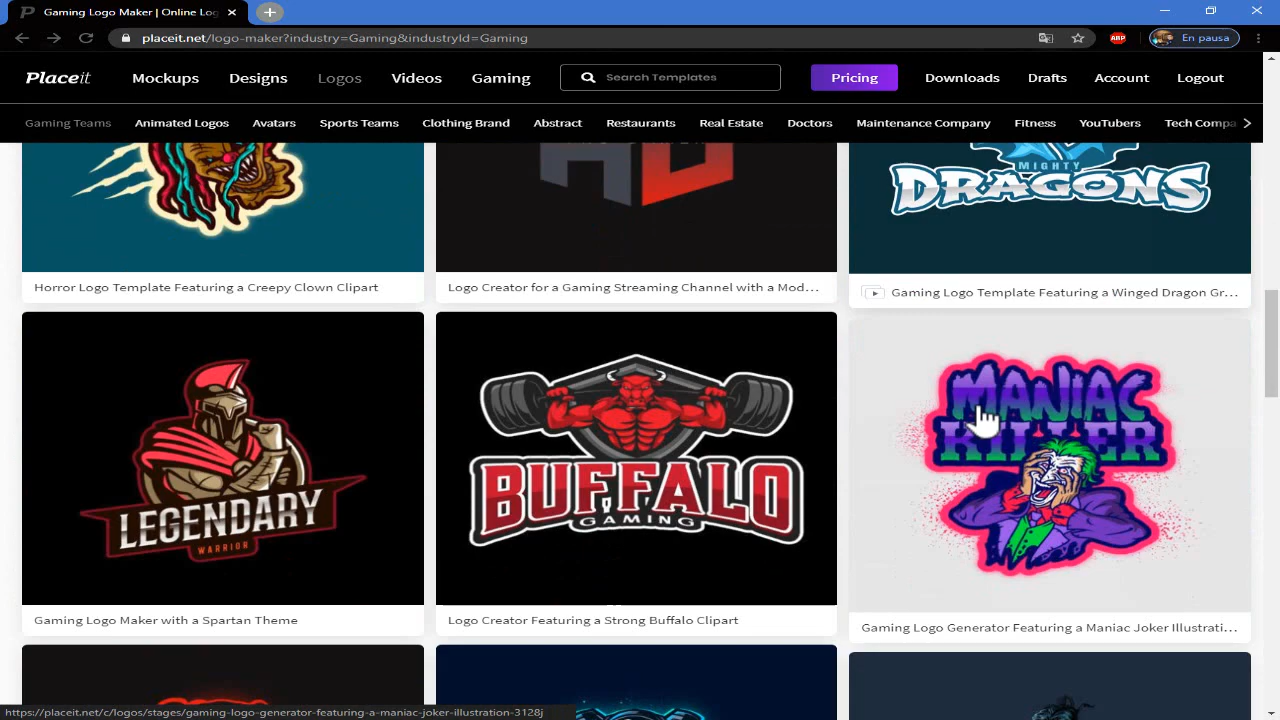 Gaming Logo Maker | Online Log
placeit.net/logo-maker?industry=Gaming&industryId=Gaming
ABP
En pausa
Placeit
Mockups
Designs
Logos
Videos
Gaming
Search Templates
Pricing
Downloads
Drafts
Account
Logout
Gaming Teams
Animated Logos
Avatars
Sports Teams
Clothing Brand
Abstract
Restaurants
Real Estate
Doctors
Maintenance Company
Fitness
YouTubers
Tech Compa
MIGHTY
DRAGONS
Horror Logo Template Featuring a Creepy Clown Clipart
Logo Creator for a Gaming Streaming Channel with a Mod...
Gaming Logo Template Featuring a Winged Dragon Gr...
LEGENDARY
WARRIOR
BUFFALO
GAMING
MANIAC
KILLER
Gaming Logo Maker with a Spartan Theme
Logo Creator Featuring a Strong Buffalo Clipart
Gaming Logo Generator Featuring a Maniac Joker Illustrati...
https://placeit.net/c/logos/stages/gaming-logo-generator-featuring-a-maniac-joker-illustration-3128j